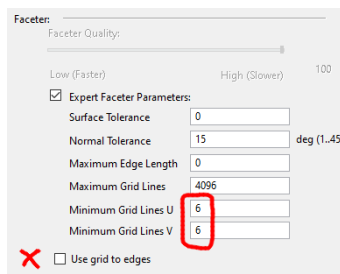 Faceter:
Faceter Quality:
Low (Faster) High (Slower) 100
Expert Faceter Parameters:
Surface Tolerance 0
Normal Tolerance 15 deg (1..45
Maximum Edge Length 0
Maximum Grid Lines 4096
Minimum Grid Lines U 6
Minimum Grid Lines V 6
Use grid to edges